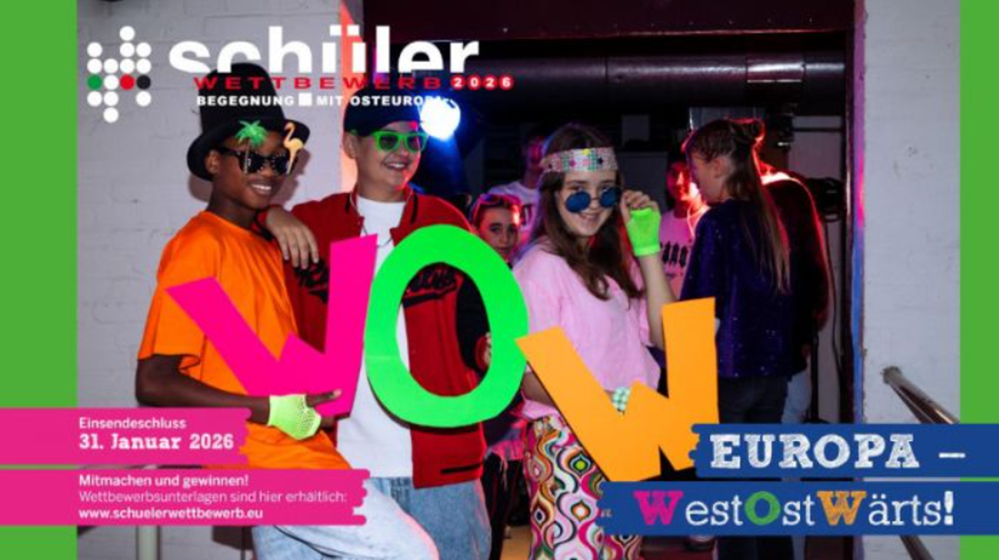 schüler
WETTBEWERB 2026
BEGEGNUNG MIT OSTEUROPA
WOW
Einsendeschluss
31. Januar 2026
Mitmachen und gewinnen!
Wettbewerbsunterlagen sind hier erhältlich:
www.schuelerwettbewerb.eu
EUROPA –
WestOstWärts!